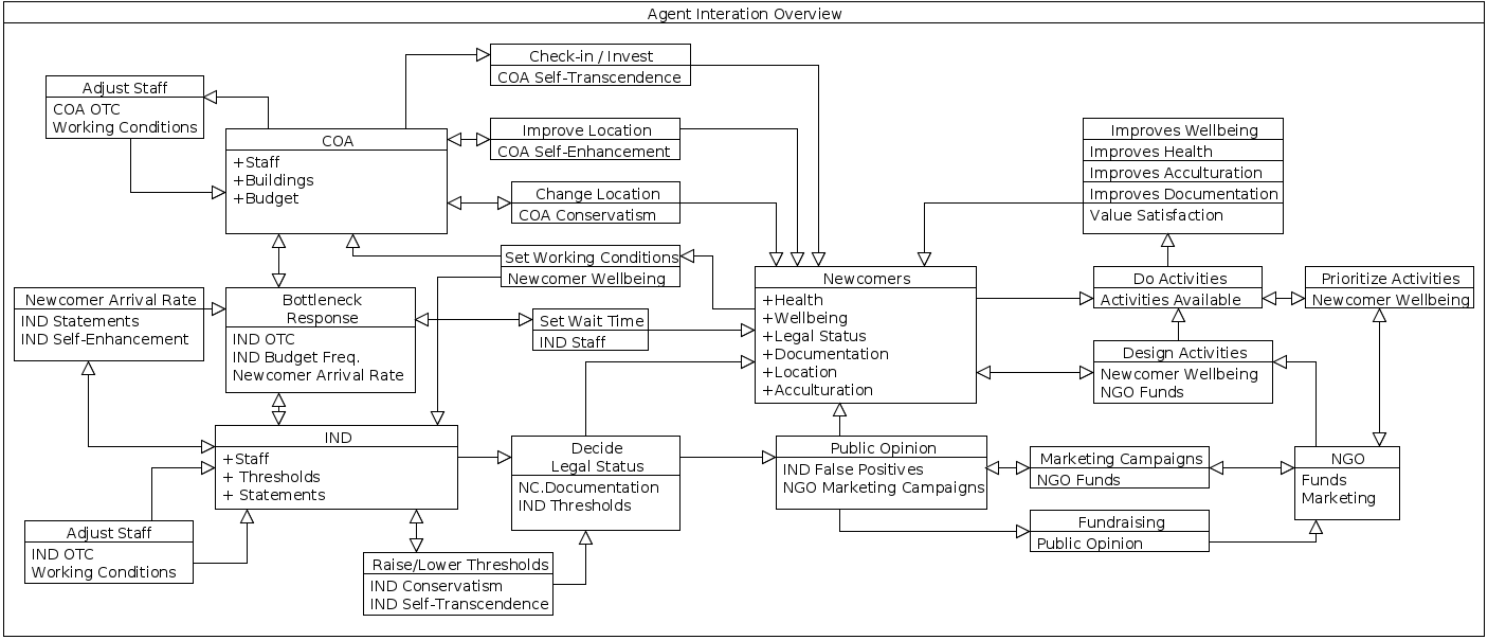 Agent Interation Overview
Check-in / Invest
COA Self-Transcendence
Adjust Staff
COA OTC
Working Conditions
COA
+Staff
+Buildings
+Budget
Improve Location
COA Self-Enhancement
Change Location
COA Conservatism
Improves Wellbeing
Improves Health
Improves Acculturation
Improves Documentation
Value Satisfaction
Set Working Conditions
Newcomer Wellbeing
Newcomers
+Health
+Wellbeing
+Legal Status
+Documentation
+Location
+Acculturation
Do Activities
Activities Available
Prioritize Activities
Newcomer Wellbeing
Newcomer Arrival Rate
IND Statements
IND Self-Enhancement
Bottleneck
Response
IND OTC
IND Budget Freq.
Newcomer Arrival Rate
Set Wait Time
IND Staff
Design Activities
Newcomer Wellbeing
NGO Funds
IND
+Staff
+ Thresholds
+ Statements
Decide
Legal Status
NC.Documentation
IND Thresholds
Public Opinion
IND False Positives
NGO Marketing Campaigns
Marketing Campaigns
NGO Funds
NGO
Funds
Marketing
Adjust Staff
IND OTC
Working Conditions
Raise/Lower Thresholds
IND Conservatism
IND Self-Transcendence
Fundraising
Public Opinion